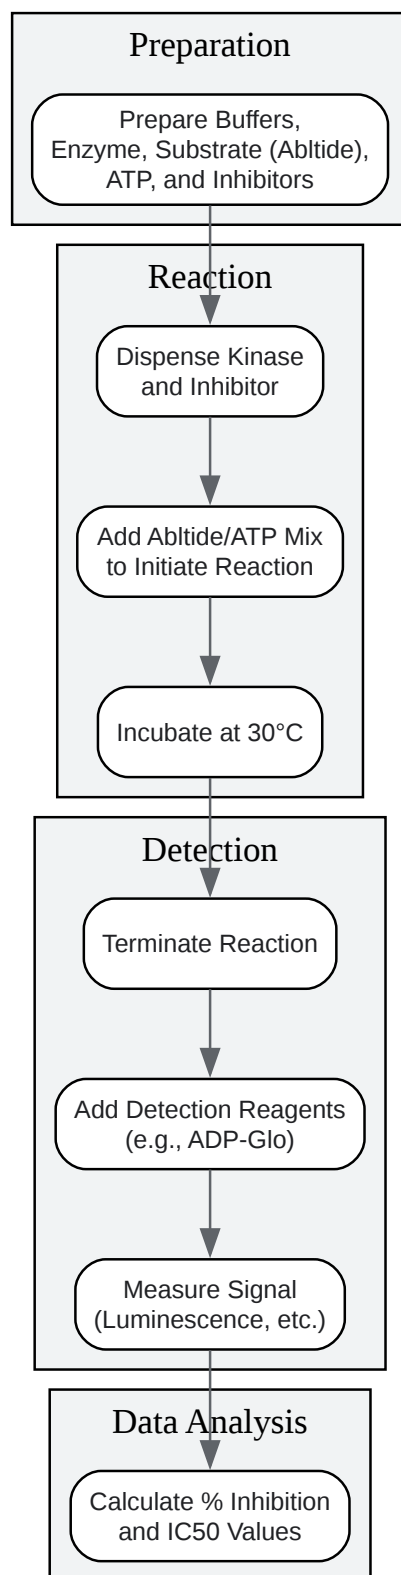 Preparation
Prepare Buffers,
Enzyme, Substrate (Abltide),
ATP, and Inhibitors
Reaction
Dispense Kinase
and Inhibitor
Add Abltide/ATP Mix
to Initiate Reaction
Incubate at 30°C
Detection
Terminate Reaction
Add Detection Reagents
(e.g., ADP-Glo)
Measure Signal
(Luminescence, etc.)
Data Analysis
Calculate % Inhibition
and IC50 Values